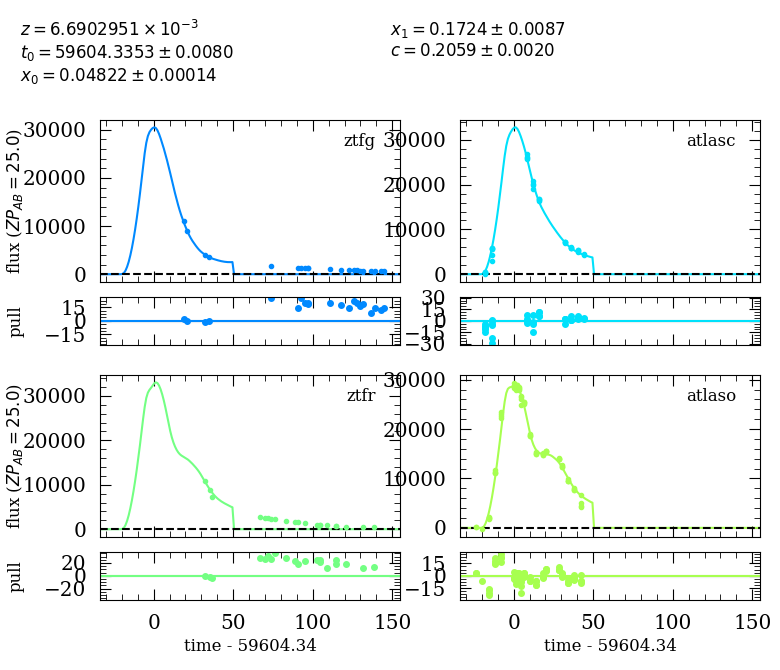 z = 6.6902951 × 10⁻³
t₀ = 59604.3353 ± 0.0080
x₀ = 0.04822 ± 0.00014
x₁ = 0.1724 ± 0.0087
c = 0.2059 ± 0.0020
ztfg
flux (ZP_AB = 25.0)
30000
20000
10000
0
atlasc
30000
20000
10000
0
pull
15
0
−15
30
15
0
−15
−30
ztfr
flux (ZP_AB = 25.0)
30000
20000
10000
0
atlaso
30000
20000
10000
0
pull
20
0
−20
15
0
−15
0 50 100 150
time - 59604.34
0 50 100 150
time - 59604.34